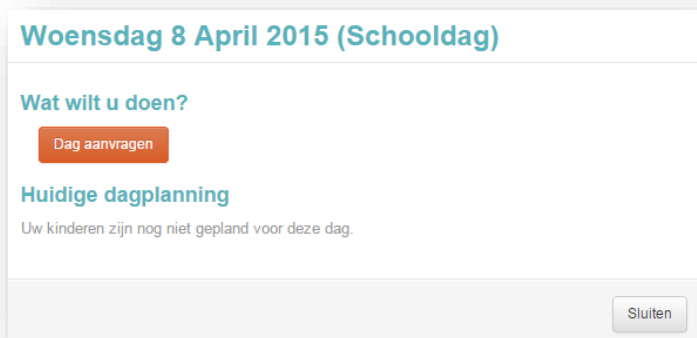 Woensdag 8 April 2015 (Schooldag)
Wat wilt u doen?
Dag aanvragen
Huidige dagplanning
Uw kinderen zijn nog niet gepland voor deze dag.
Sluiten